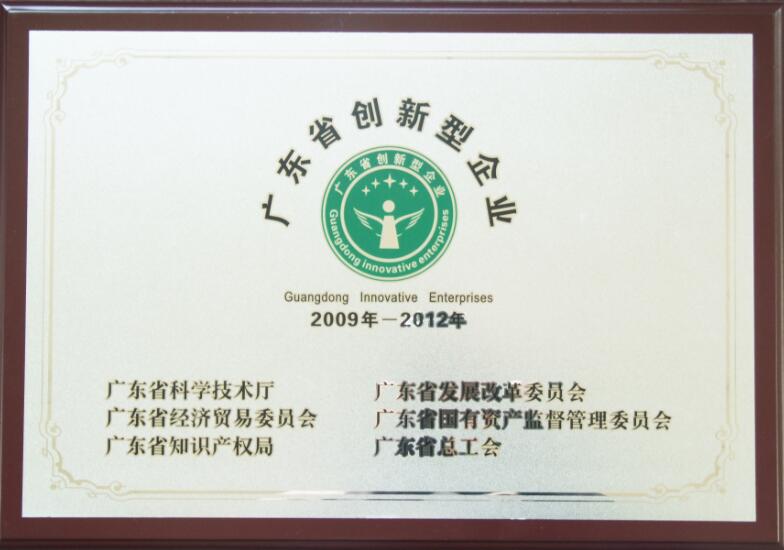 广东省创新型企业
广东省创新型企业
Guangdong innovative enterprises
Guangdong Innovative Enterprises
2009年－2012年
广东省科学技术厅
广东省发展改革委员会
广东省经济贸易委员会
广东省国有资产监督管理委员会
广东省知识产权局
广东省总工会